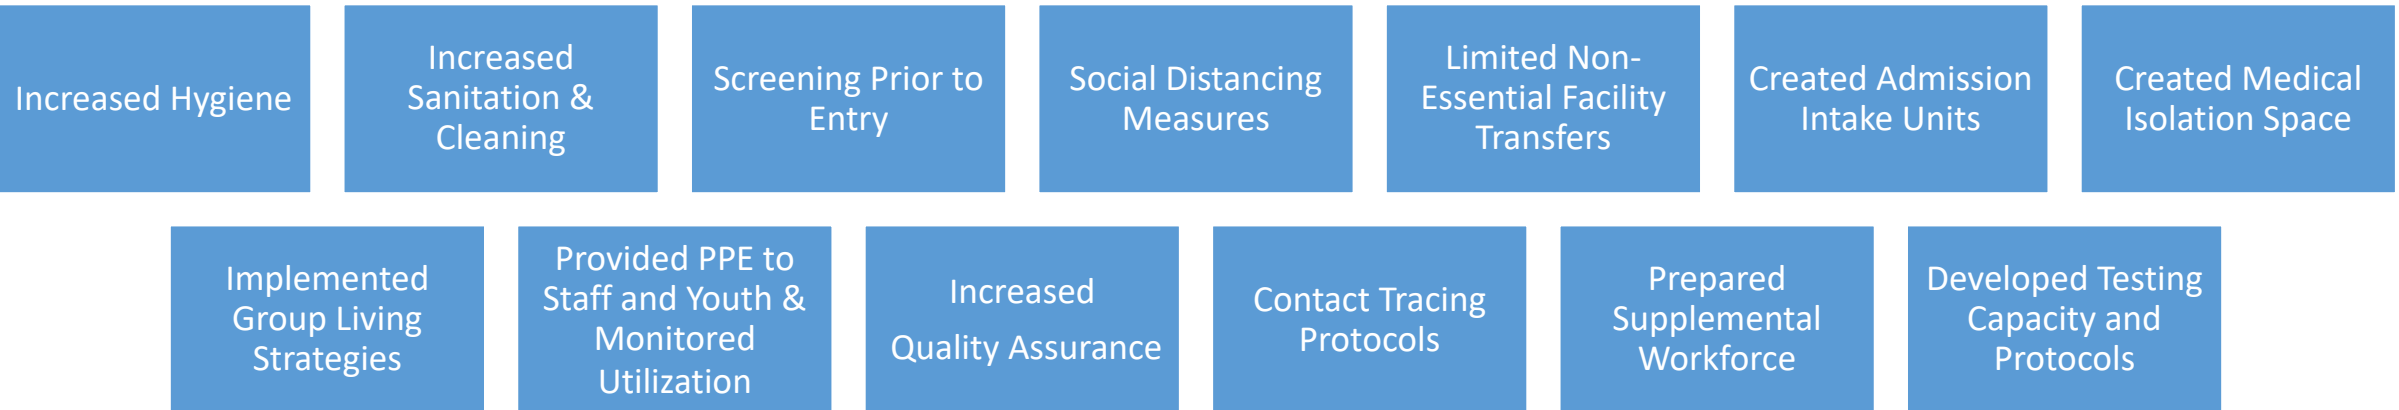 Increased Hygiene
Increased
Sanitation &
Cleaning
Screening Prior to
Entry
Social Distancing
Measures
Limited Non-
Essential Facility
Transfers
Created Admission
Intake Units
Created Medical
Isolation Space
Implemented
Group Living
Strategies
Provided PPE to
Staff and Youth &
Monitored
Utilization
Increased
Quality Assurance
Contact Tracing
Protocols
Prepared
Supplemental
Workforce
Developed Testing
Capacity and
Protocols